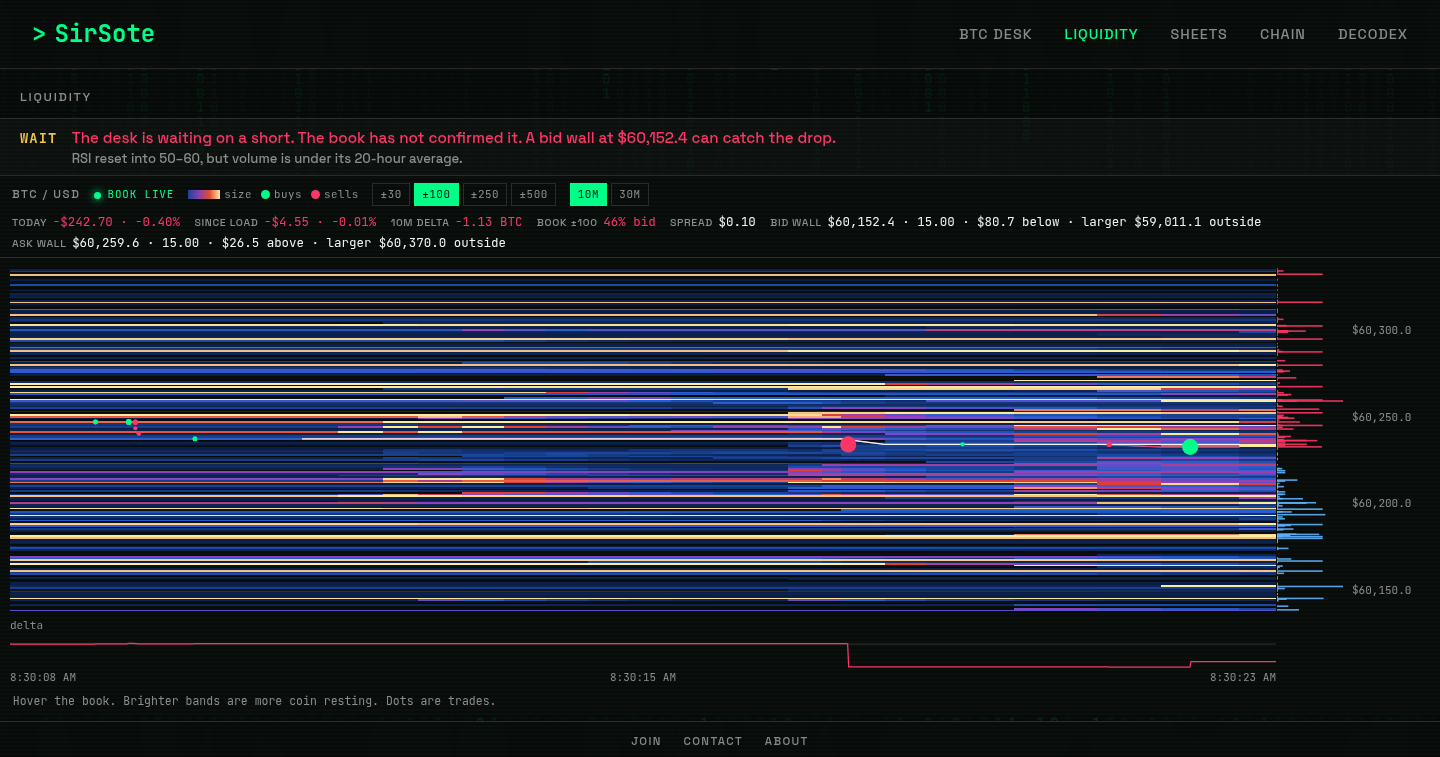 > SirSote
BTC DESK LIQUIDITY SHEETS CHAIN DECODEX
LIQUIDITY
WAIT The desk is waiting on a short. The book has not confirmed it. A bid wall at $60,152.4 can catch the drop.
RSI reset into 50–60, but volume is under its 20-hour average.
BTC / USD BOOK LIVE size buys sells ±30 ±100 ±250 ±500 10M 30M
TODAY -$242.70 · -0.40% SINCE LOAD -$4.55 · -0.01% 10M DELTA -1.13 BTC BOOK ±100 46% bid SPREAD $0.10 BID WALL $60,152.4 · 15.00 · $80.7 below · larger $59,011.1 outside
ASK WALL $60,259.6 · 15.00 · $26.5 above · larger $60,370.0 outside
$60,300.0
$60,250.0
$60,200.0
$60,150.0
delta
8:30:08 AM 8:30:15 AM 8:30:23 AM
Hover the book. Brighter bands are more coin resting. Dots are trades.
JOIN CONTACT ABOUT